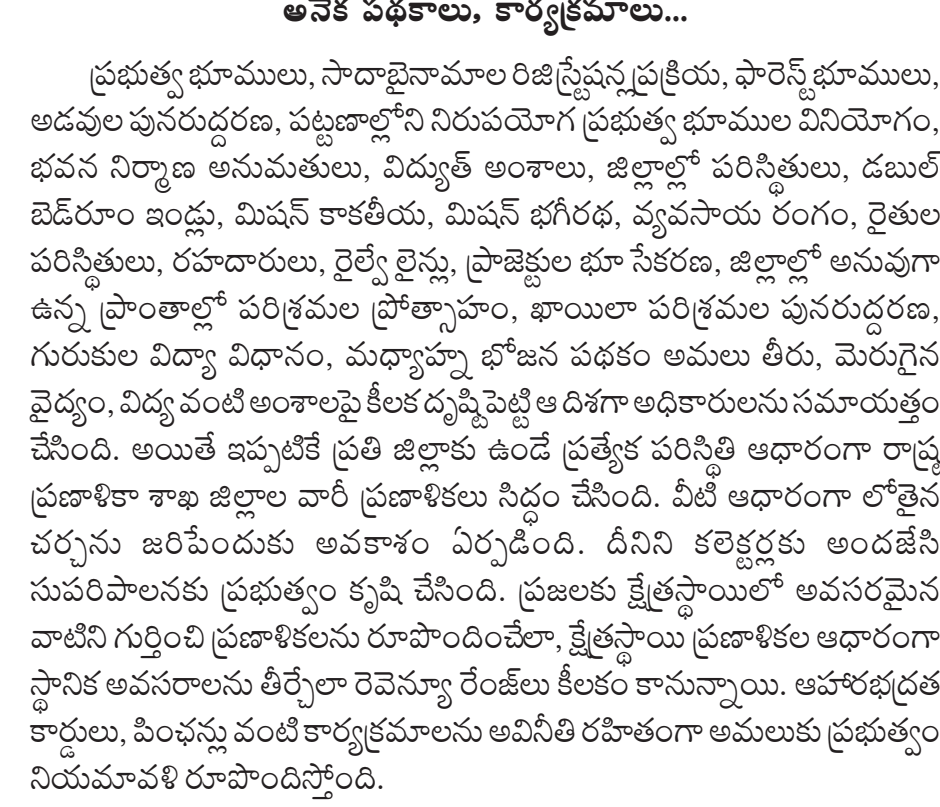 అనేక పథకాలు, కార్యక్రమాలు...
ప్రభుత్వ భూములు, సాదాబైనామాల రిజిస్ట్రేషన్ల ప్రక్రియ, ఫారెస్ట్ భూములు,
అడవుల పునరుద్దరణ, పట్టణాల్లోని నిరుపయోగ ప్రభుత్వ భూముల వినియోగం,
భవన నిర్మాణ అనుమతులు, విద్యుత్ అంశాలు, జిల్లాల్లో పరిస్థితులు, డబుల్
బెడ్‌రూం ఇండ్లు, మిషన్ కాకతీయ, మిషన్ భగీరథ, వ్యవసాయ రంగం, రైతుల
పరిస్థితులు, రహదారులు, రైల్వే లైన్లు, ప్రాజెక్టుల భూ సేకరణ, జిల్లాల్లో అనువుగా
ఉన్న ప్రాంతాల్లో పరిశ్రమల ప్రోత్సాహం, ఖాయిలా పరిశ్రమల పునరుద్దరణ,
గురుకుల విద్యా విధానం, మధ్యాహ్న భోజన పథకం అమలు తీరు, మెరుగైన
వైద్యం, విద్య వంటి అంశాలపై కీలక దృష్టిపెట్టి ఆ దిశగా అధికారులను సమాయత్తం
చేసింది. అయితే ఇప్పటికే ప్రతి జిల్లాకు ఉండే ప్రత్యేక పరిస్థితి ఆధారంగా రాష్ట్ర
ప్రణాళికా శాఖ జిల్లాల వారీ ప్రణాళికలు సిద్ధం చేసింది. వీటి ఆధారంగా లోతైన
చర్చను జరిపేందుకు అవకాశం ఏర్పడింది. దీనిని కలెక్టర్లకు అందజేసి
సుపరిపాలనకు ప్రభుత్వం కృషి చేసింది. ప్రజలకు క్షేత్రస్థాయిలో అవసరమైన
వాటిని గుర్తించి ప్రణాళికలను రూపొందించేలా, క్షేత్రస్థాయి ప్రణాళికల ఆధారంగా
స్థానిక అవసరాలను తీర్చేలా రెవెన్యూ రేంజ్‌లు కీలకం కానున్నాయి. ఆహారభద్రత
కార్డులు, పింఛన్లు వంటి కార్యక్రమాలను అవినీతి రహితంగా అమలుకు ప్రభుత్వం
నియమావళి రూపొందిస్తోంది.